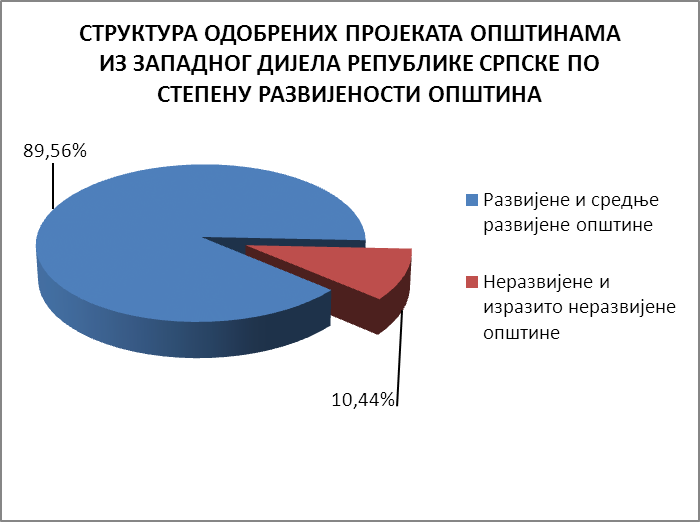 СТРУКТУРА ОДОБРЕНИХ ПРОЈЕКАТА ОПШТИНАМА
ИЗ ЗАПАДНОГ ДИЈЕЛА РЕПУБЛИКЕ СРПСКЕ ПО
СТЕПЕНУ РАЗВИЈЕНОСТИ ОПШТИНА
89,56%
Развијене и средње
развијене општине
Неразвијене и
изразито неразвијене
општине
10,44%